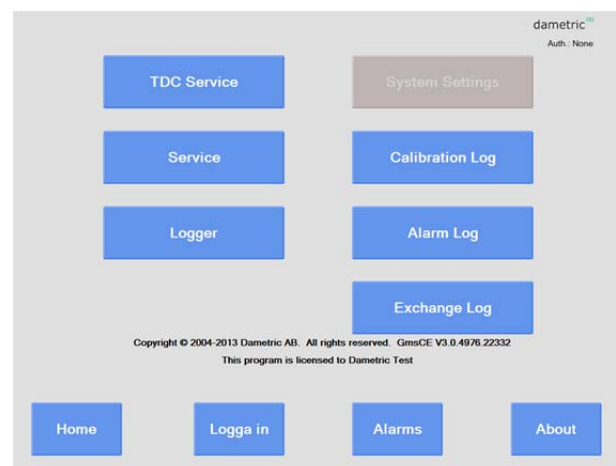 dametric
Auth.: None
TDC Service
System Settings
Service
Calibration Log
Logger
Alarm Log
Exchange Log
Copyright © 2004-2013 Dametric AB. All rights reserved. GmsCE V3.0.4976.22332
This program is licensed to Dametric Test
Home
Logga in
Alarms
About